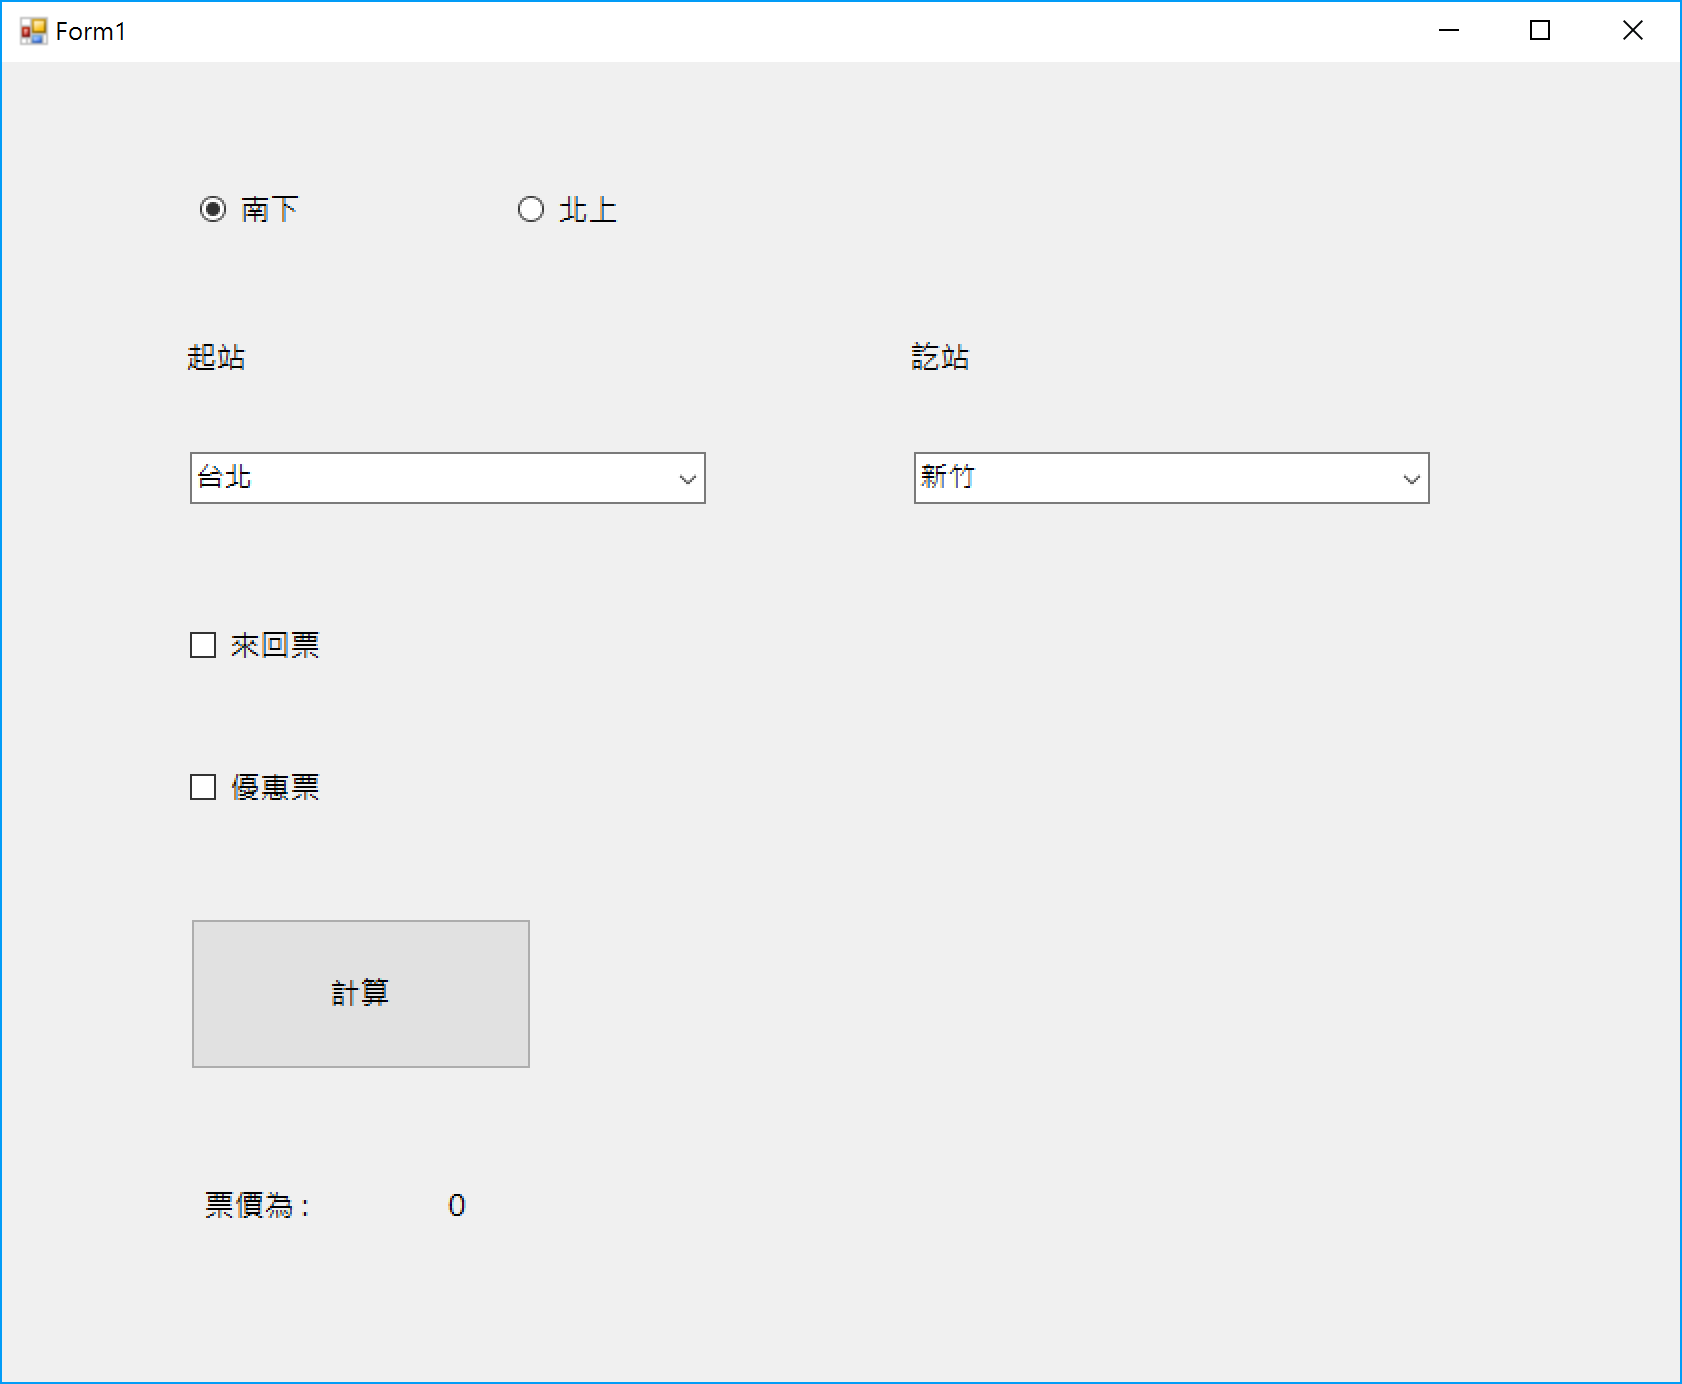 Form1
南下 北上
起站 訖站
台北 新竹
來回票
優惠票
計算
票價為 : 0